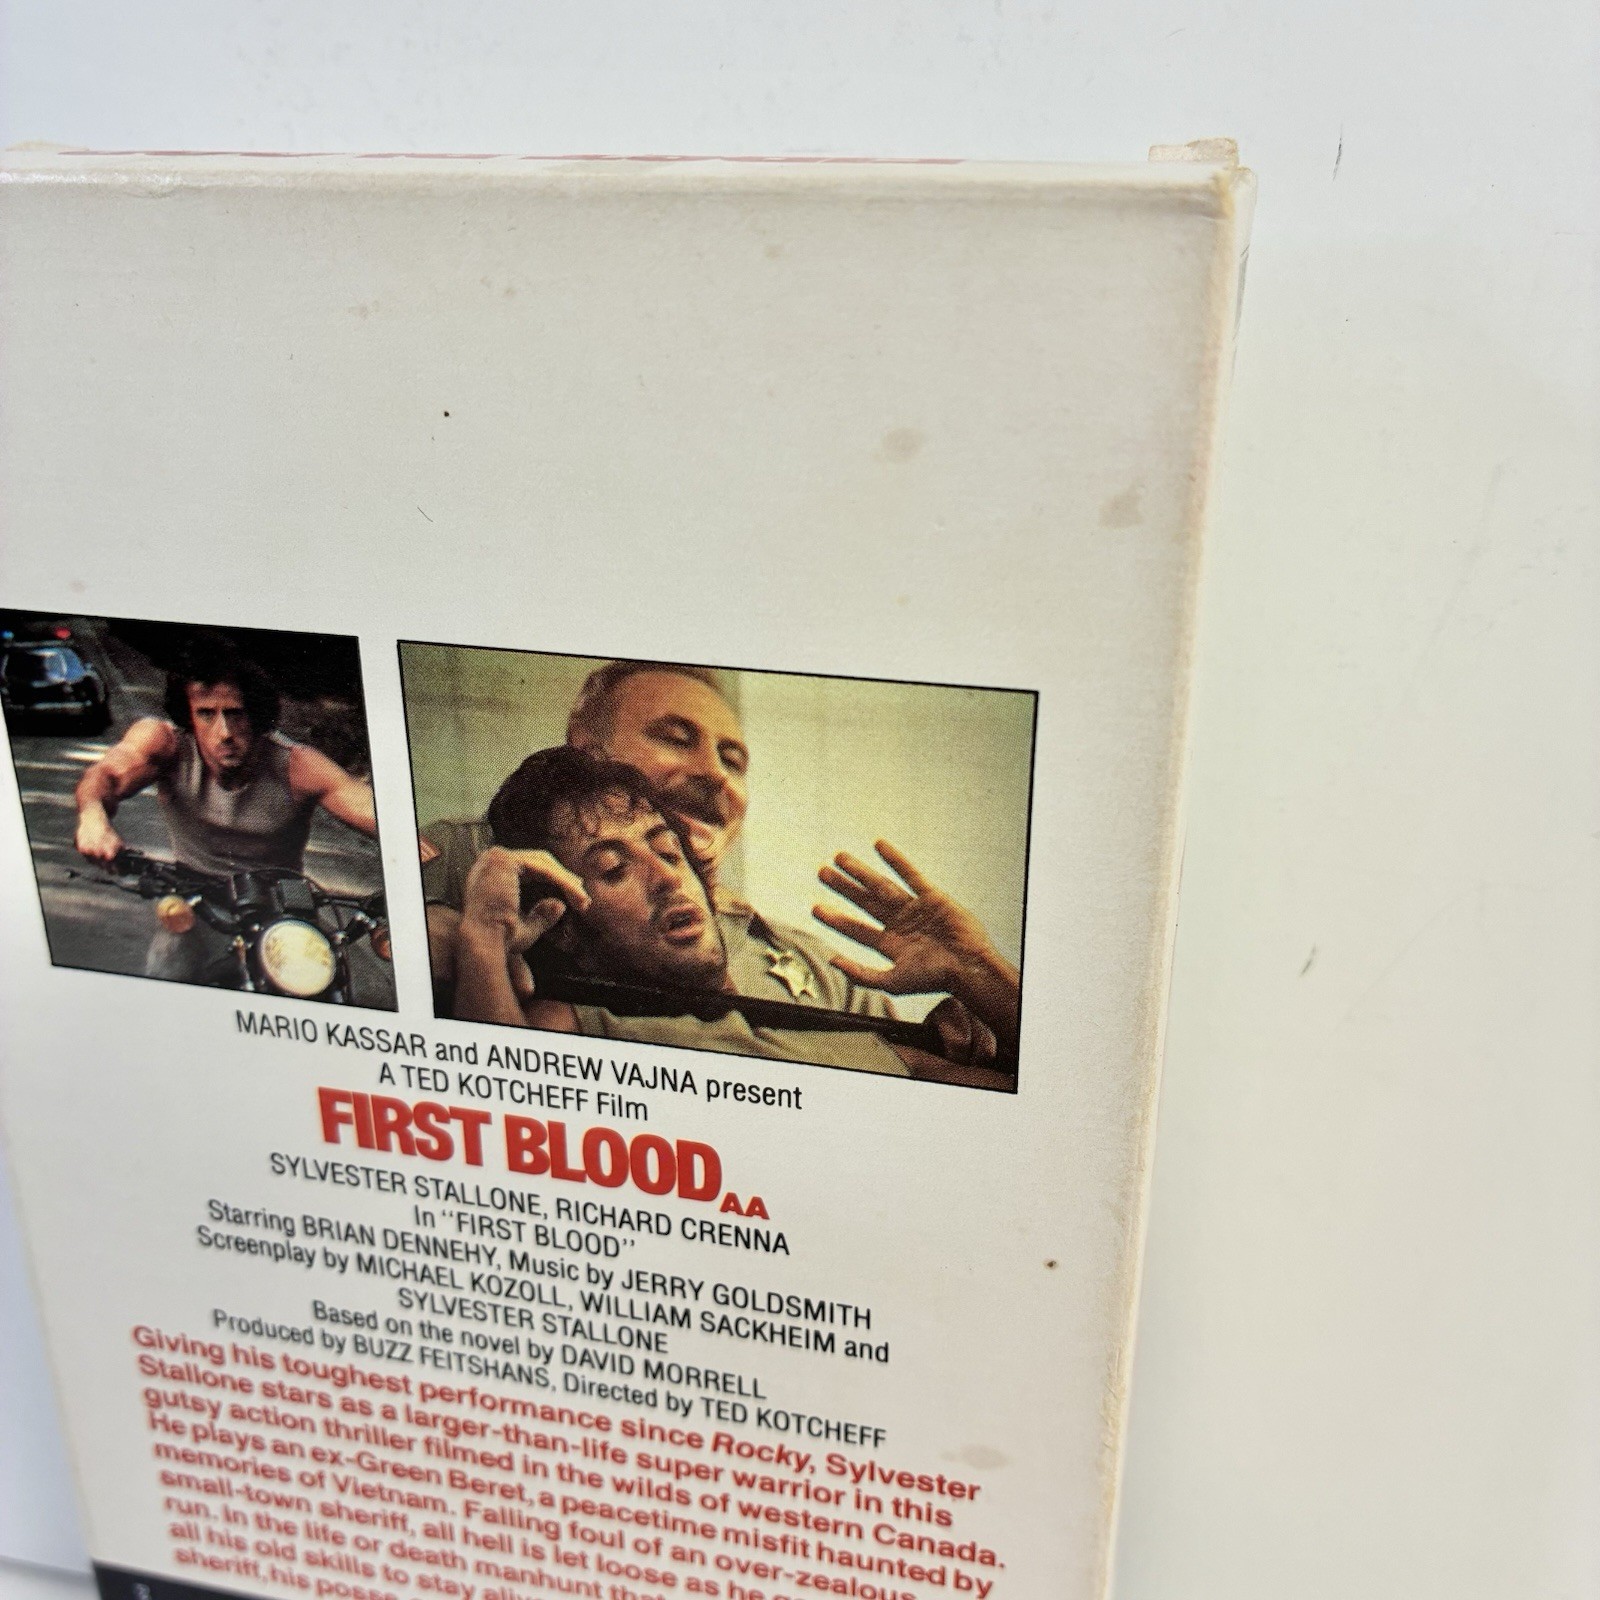 MARIO KASSAR and ANDREW VAJNA present
A TED KOTCHEFF Film
FIRST BLOOD AA
SYLVESTER STALLONE, RICHARD CRENNA
In "FIRST BLOOD"
Starring BRIAN DENNEHY, Music by JERRY GOLDSMITH
Screenplay by MICHAEL KOZOLL, WILLIAM SACKHEIM and
SYLVESTER STALLONE
Based on the novel by DAVID MORRELL
Produced by BUZZ FEITSHANS, Directed by TED KOTCHEFF
Giving his toughest performance since Rocky, Sylvester
Stallone stars as a larger-than-life super warrior in this
gutsy action thriller filmed in the wilds of western Canada.
He plays an ex-Green Beret, a peacetime misfit haunted by
memories of Vietnam. Falling foul of an over-zealous
small-town sheriff, all hell is let loose as he
run. In the life or death manhunt
all his old skills to stay
sheriff, his posse